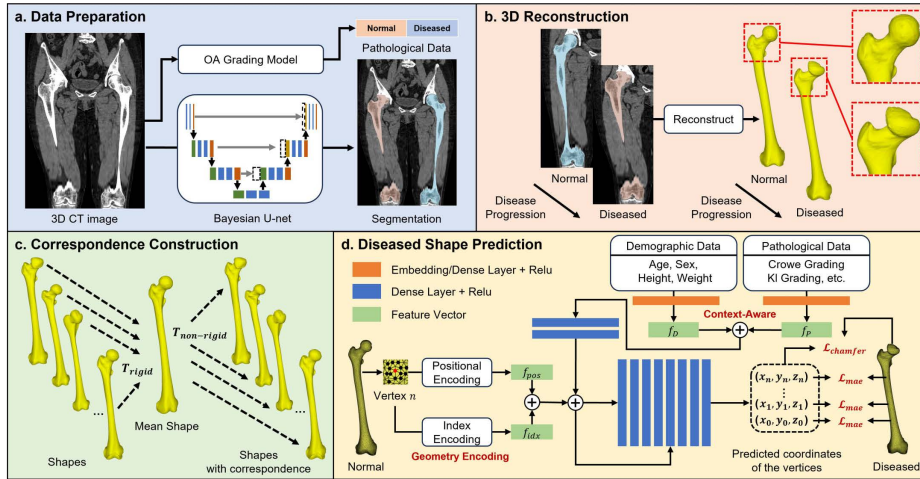 a. Data Preparation
OA Grading Model
Normal
Diseased
Pathological Data
3D CT image
Bayesian U-net
Segmentation
b. 3D Reconstruction
Reconstruct
Normal
Diseased
Disease
Progression
Disease
Progression
Normal
Diseased
c. Correspondence Construction
T_rigid
T_non-rigid
...
...
Mean Shape
Shapes
Shapes
with correspondence
d. Diseased Shape Prediction
Embedding/Dense Layer + Relu
Dense Layer + Relu
Feature Vector
Demographic Data
Age, Sex,
Height, Weight
Pathological Data
Crowe Grading
KI Grading, etc.
Context-Aware
f_D
f_P
ℒ_chamfer
Positional Encoding
f_pos
Vertex n
Index
Encoding
f_idx
Geometry Encoding
Normal
(x_n, y_n, z_n)
⋮
(x_1, y_1, z_1)
(x_0, y_0, z_0)
ℒ_mae
ℒ_mae
ℒ_mae
Predicted coordinates
of the vertices
Diseased